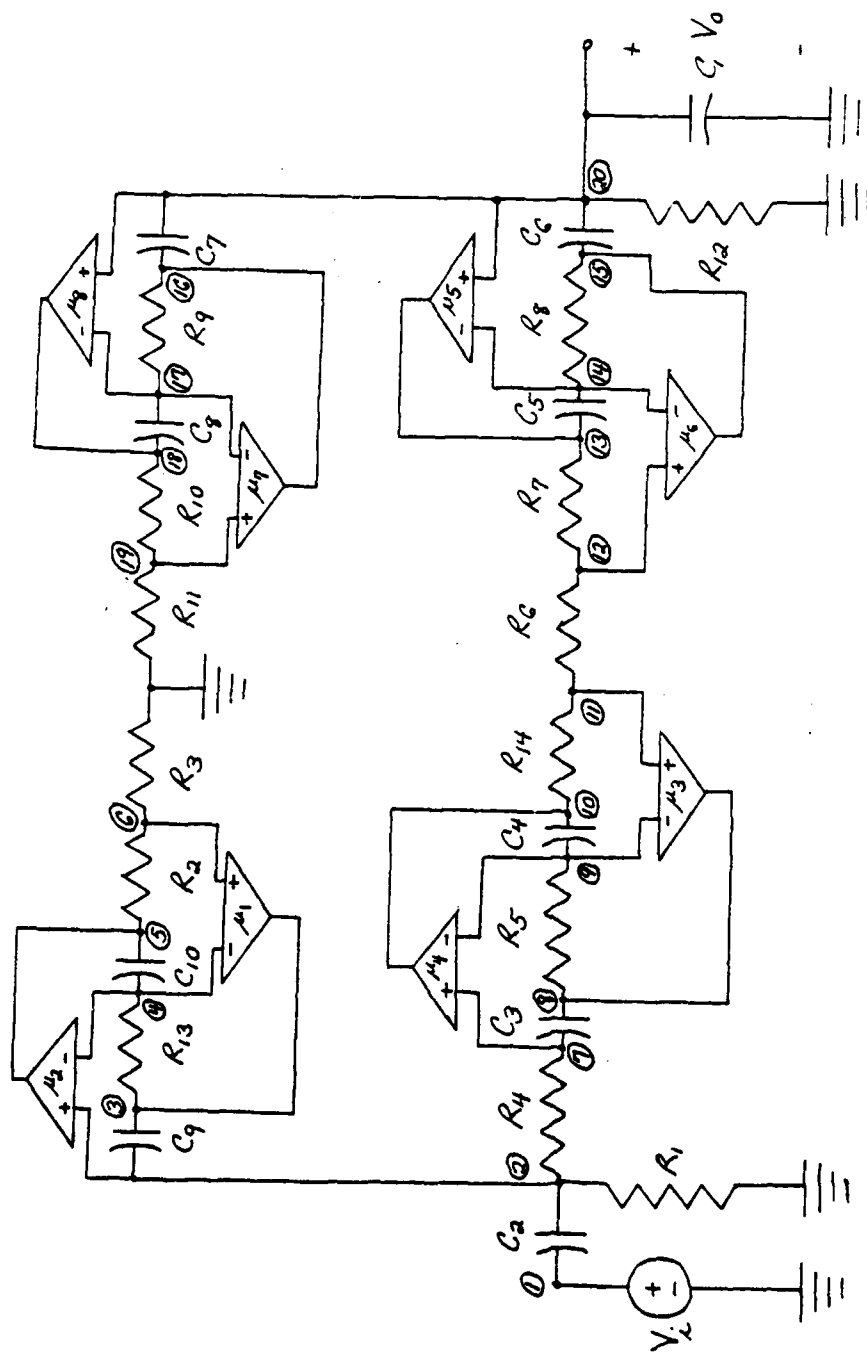 μ2 + -
μ8 - +
③ ④ ⑤ ⑥ ⑲ ⑱ ⑰ ⑯
C9 R13 C10 R2 R3 R11 R10 C8 R9 C7
- μ1 +
+ μ7 -
μ4 + -
μ5 - +
① C2 ② R4 C3 R5 C4 R14 R6 R7 C5 R8 C6 ⑳
⑦ ⑧ ⑨ ⑩ ⑪ ⑫ ⑬ ⑭ ⑮
- μ3 +
+ μ6 -
Vi + -
R1
R12
+
C1 V0
-